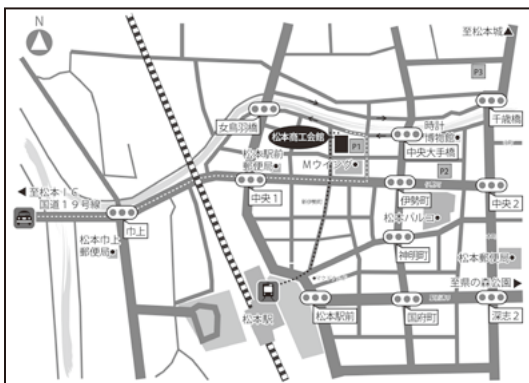 N
至松本城
P3
千歳橋
女鳥羽橋
時計
博物館
松本商工会館
P1
中央大手橋
松本駅前
郵便局
Mウイング
P2
至松本IC
国道19号線
中央1
伊勢町
中央2
松本パルコ
巾上
松本巾上
郵便局
神明町
松本郵便局
至県の森公園
松本駅
松本駅前
国府町
深志2